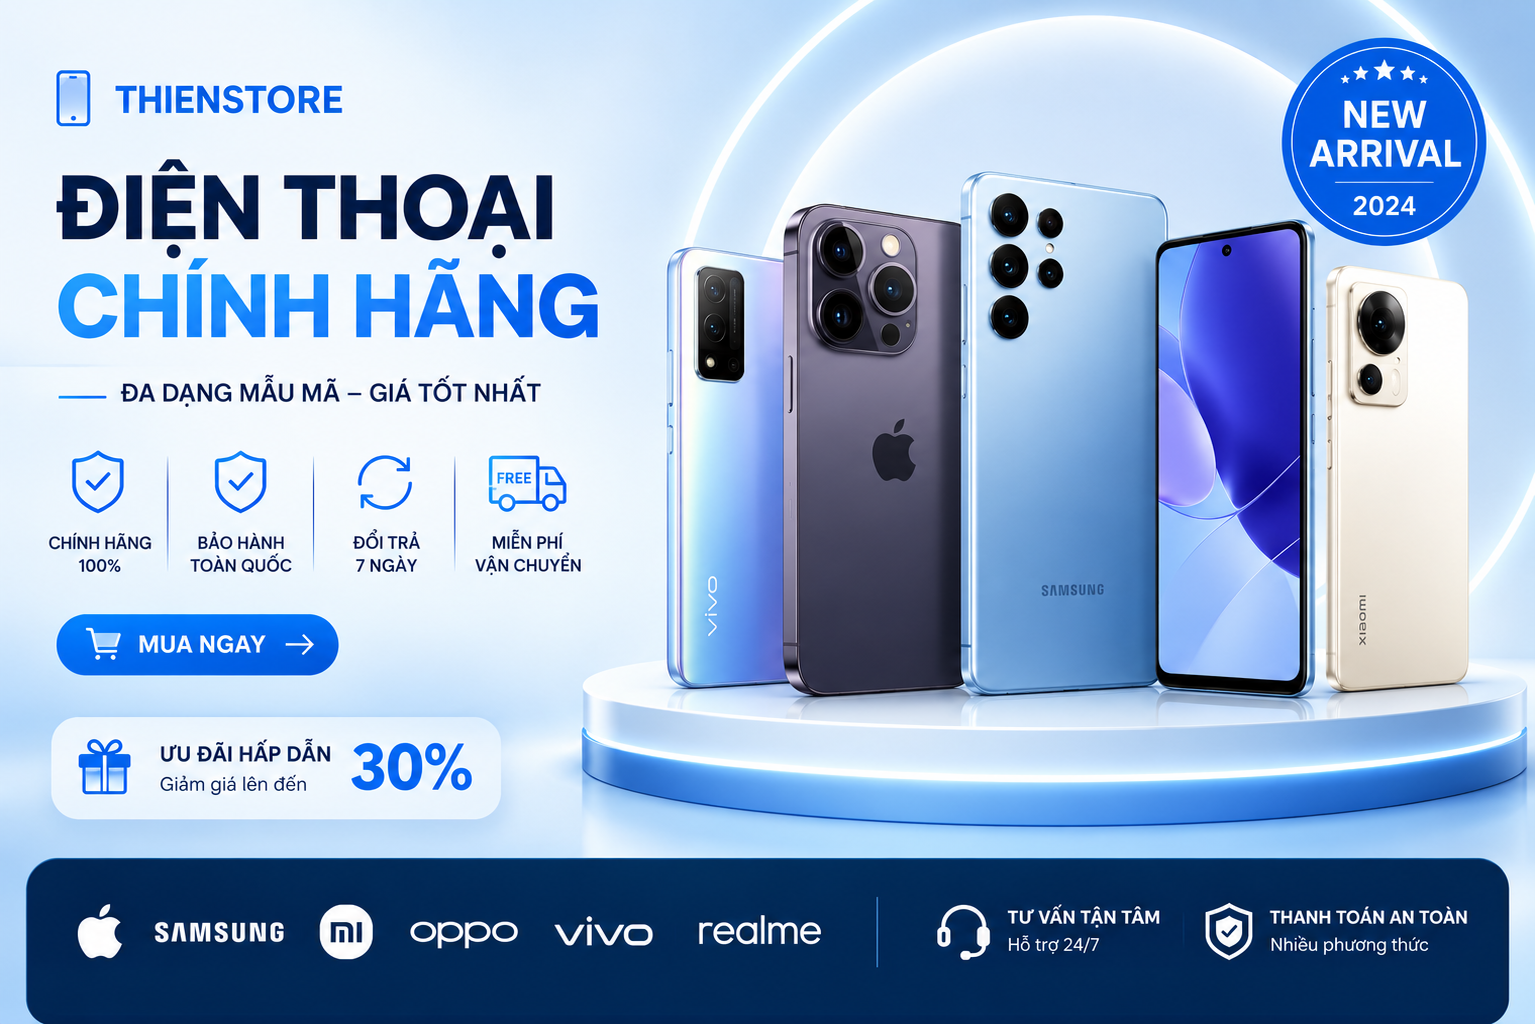 THIENSTORE
ĐIỆN THOẠI
CHÍNH HÃNG
ĐA DẠNG MẪU MÃ – GIÁ TỐT NHẤT
CHÍNH HÃNG
100%
BẢO HÀNH
TOÀN QUỐC
ĐỔI TRẢ
7 NGÀY
FREE
MIỄN PHÍ
VẬN CHUYỂN
MUA NGAY
ƯU ĐÃI HẤP DẪN
Giảm giá lên đến
30%
NEW
ARRIVAL
2024
vivo
SAMSUNG
xiaomi
SAMSUNG
mi
oppo
vivo
realme
TƯ VẤN TẬN TÂM
Hỗ trợ 24/7
THANH TOÁN AN TOÀN
Nhiều phương thức